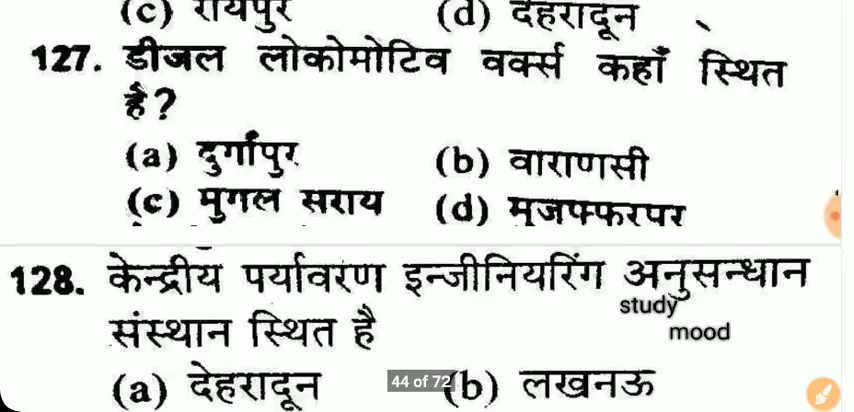 (c) रायपुर (d) देहरादून
127. डीजल लोकोमोटिव वर्क्स कहाँ स्थित
है?
(a) दुर्गापुर (b) वाराणसी
(c) मुगल सराय (d) मुजफ्फरपुर
128. केन्द्रीय पर्यावरण इन्जीनियरिंग अनुसन्धान
study
संस्थान स्थित है
mood
(a) देहरादून (b) लखनऊ
44 of 72